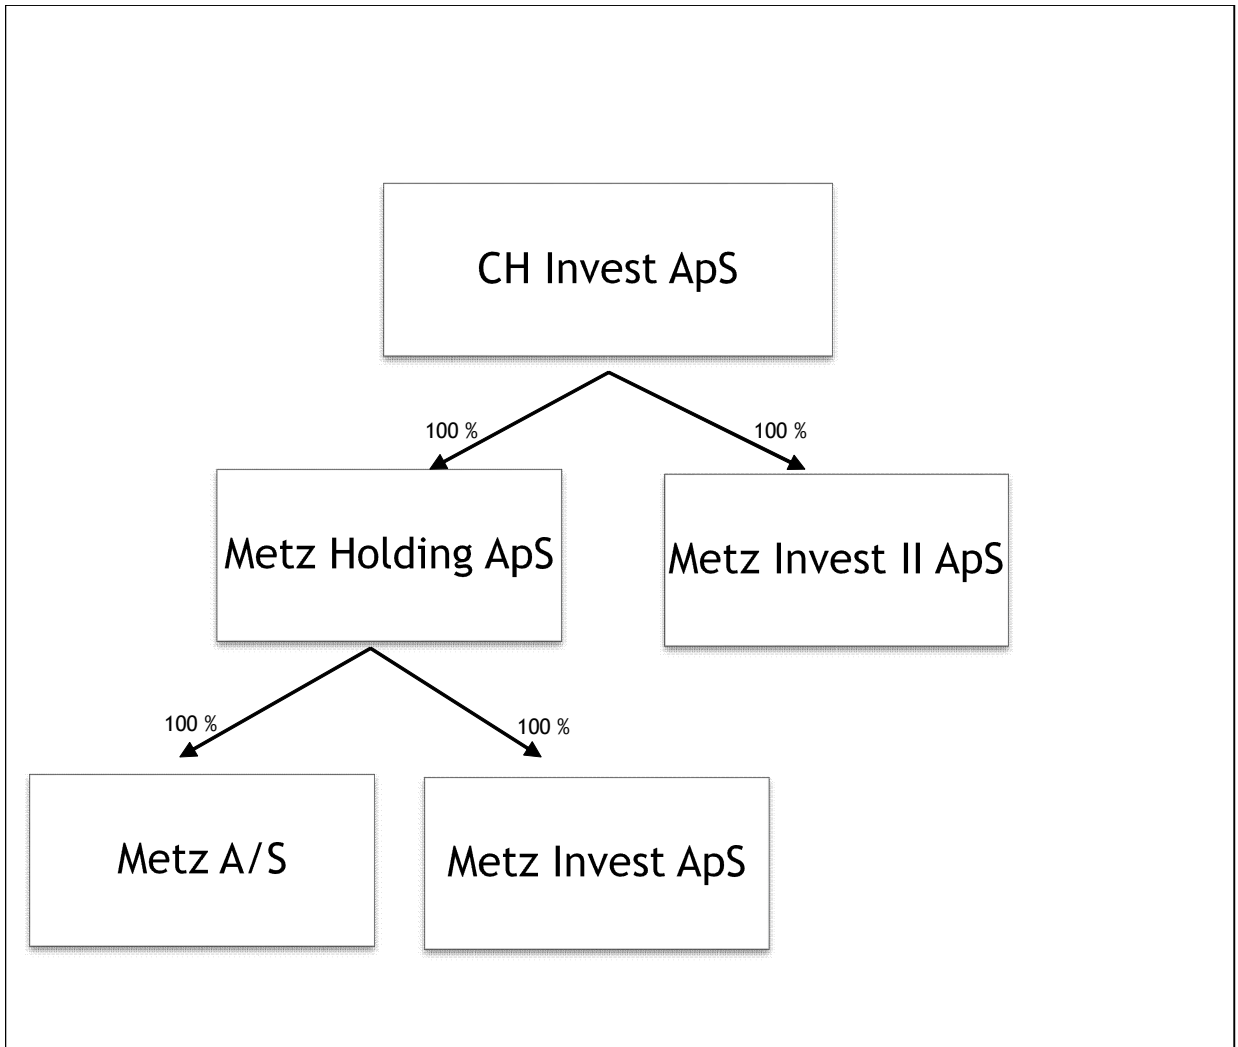 CH Invest ApS
100 %
100 %
Metz Holding ApS
Metz Invest II ApS
100 %
100 %
Metz A/S
Metz Invest ApS